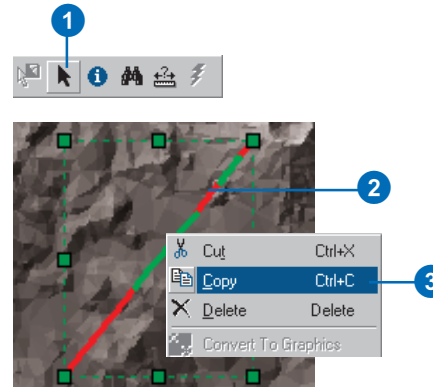 1
2
Cut Ctrl+X
Copy Ctrl+C
3
Delete Delete
Convert To Graphics